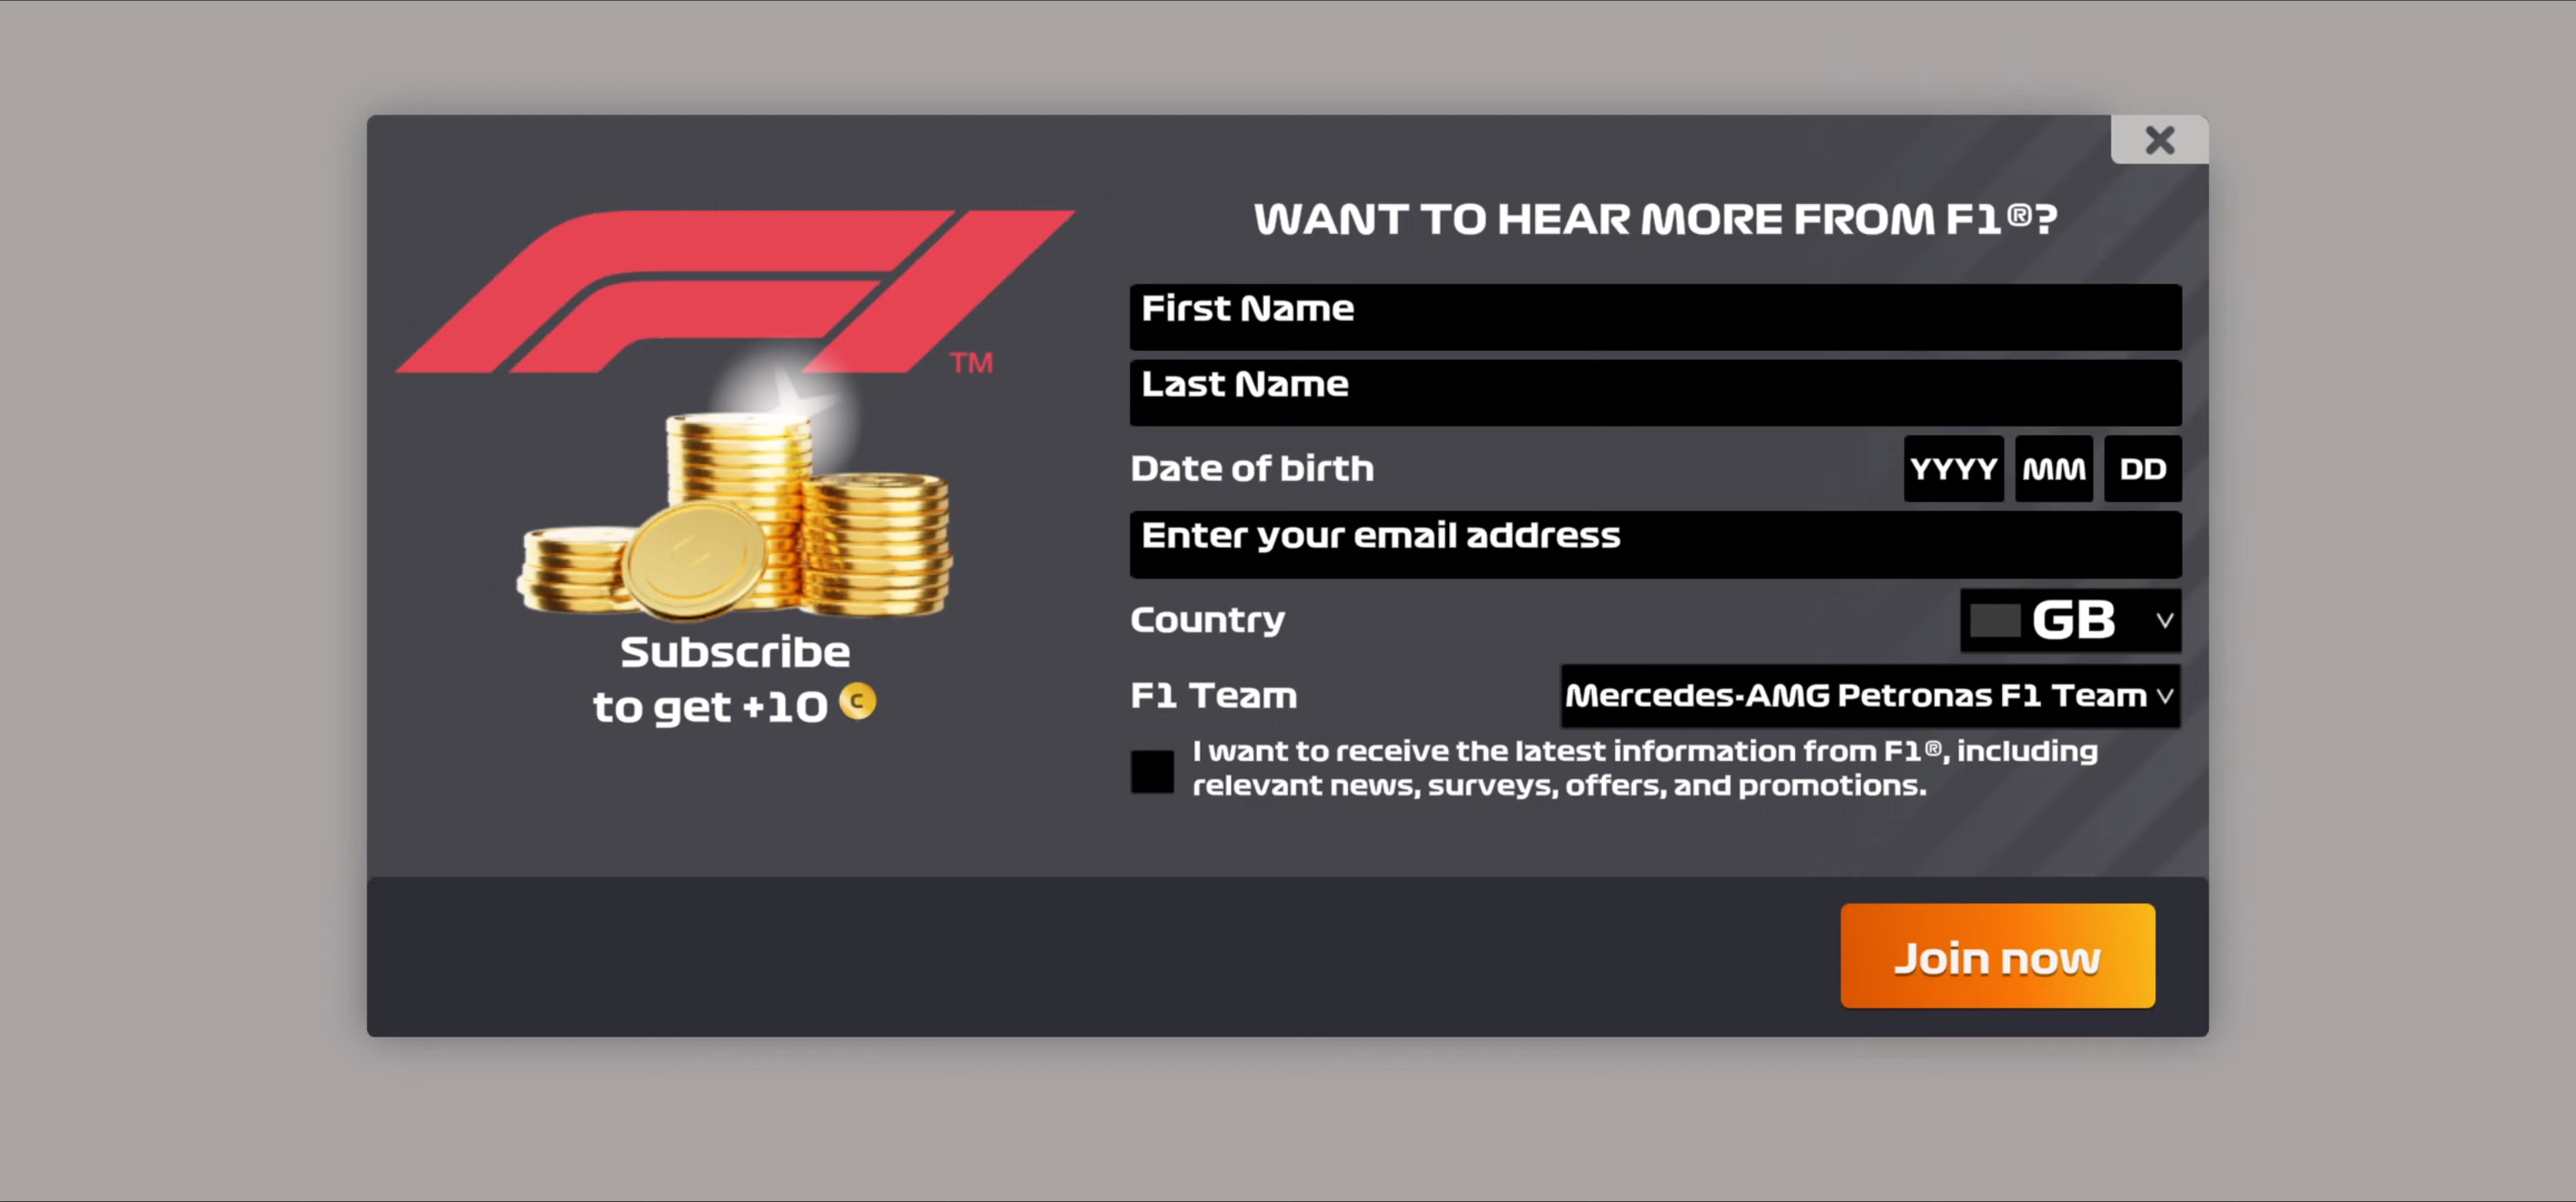 F1
TM
Subscribe
to get +10 C
WANT TO HEAR MORE FROM F1®?
First Name
Last Name
Date of birth YYYY MM DD
Enter your email address
Country GB
F1 Team Mercedes-AMG Petronas F1 Team
I want to receive the latest information from F1®, including
relevant news, surveys, offers, and promotions.
Join now